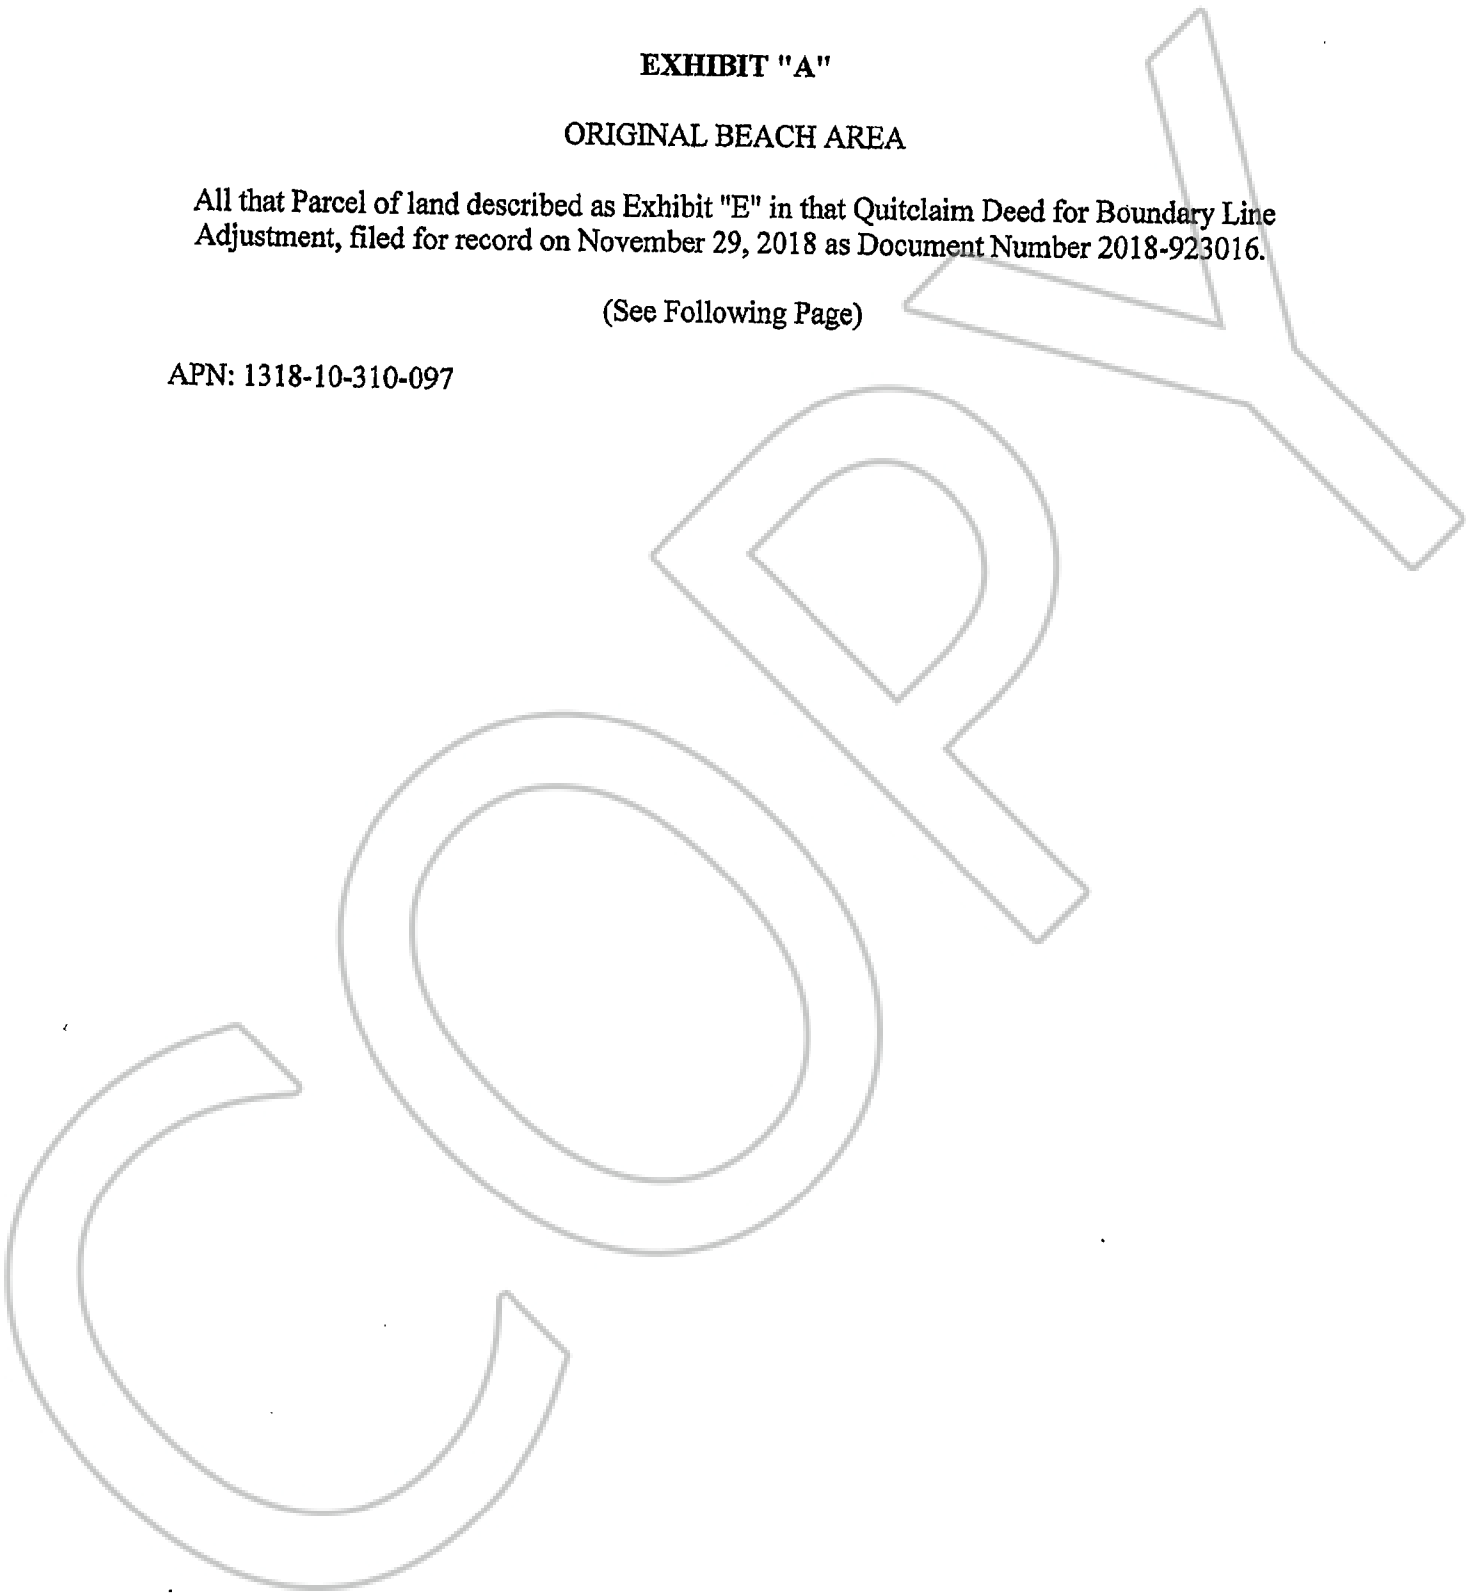 EXHIBIT "A"
ORIGINAL BEACH AREA
All that Parcel of land described as Exhibit "E" in that Quitclaim Deed for Boundary Line
Adjustment, filed for record on November 29, 2018 as Document Number 2018-923016.
(See Following Page)
APN: 1318-10-310-097
COPY